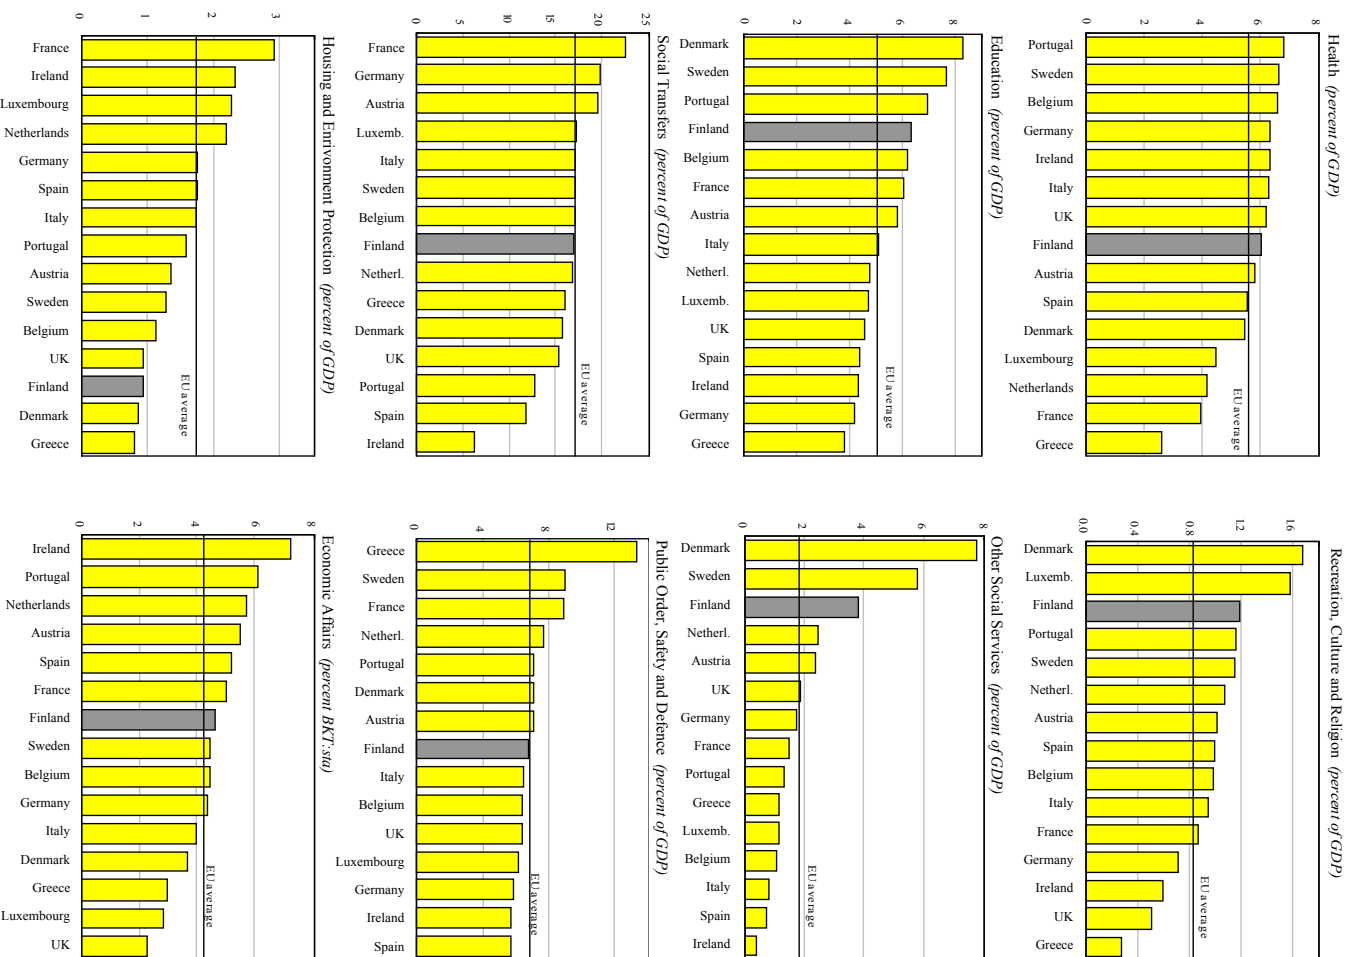 0 1 2 3
Housing and Enrivonment Protection (percent of GDP)
France
Ireland
Luxembourg
Netherlands
Germany
Spain
Italy
Portugal
Austria
Sweden
Belgium
UK
Finland
Denmark
Greece
EU average
0 5 10 15 20 25
Social Transfers (percent of GDP)
France
Germany
Austria
Luxemb.
Italy
Sweden
Belgium
Finland
Netherl.
Greece
Denmark
UK
Portugal
Spain
Ireland
EU average
0 2 4 6 8
Education (percent of GDP)
Denmark
Sweden
Portugal
Finland
Belgium
France
Austria
Italy
Netherl.
Luxemb.
UK
Spain
Ireland
Germany
Greece
EU average
0 2 4 6 8
Health (percent of GDP)
Portugal
Sweden
Belgium
Germany
Ireland
Italy
UK
Finland
Austria
Spain
Denmark
Luxembourg
Netherlands
France
Greece
EU average
0 2 4 6 8
Economic Affairs (percent BKT:sta)
Ireland
Portugal
Netherlands
Austria
Spain
France
Finland
Sweden
Belgium
Germany
Italy
Denmark
Greece
Luxembourg
UK
EU average
0 4 8 12
Public Order, Safety and Defence (percent of GDP)
Greece
Sweden
France
Netherl.
Portugal
Denmark
Austria
Finland
Italy
Belgium
UK
Luxembourg
Germany
Ireland
Spain
EU average
0 2 4 6 8
Other Social Services (percent of GDP)
Denmark
Sweden
Finland
Netherl.
Austria
UK
Germany
France
Portugal
Greece
Luxemb.
Belgium
Italy
Spain
Ireland
EU average
0.0 0.4 0.8 1.2 1.6
Recreation, Culture and Religion (percent of GDP)
Denmark
Luxemb.
Finland
Portugal
Sweden
Netherl.
Austria
Spain
Belgium
Italy
France
Germany
Ireland
UK
Greece
EU average